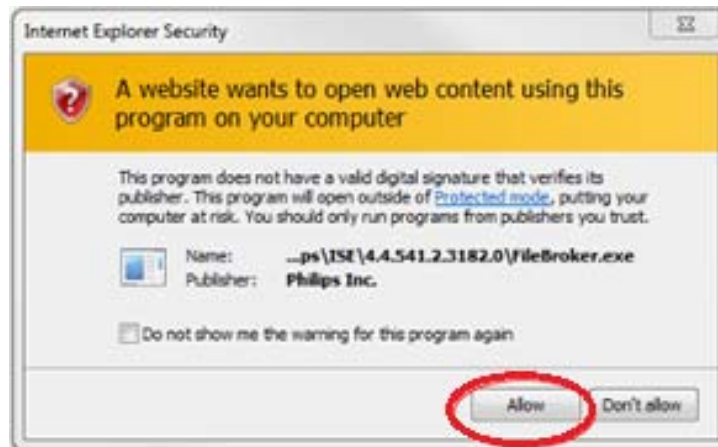 Internet Explorer Security
A website wants to open web content using this
program on your computer
This program does not have a valid digital signature that verifies its
publisher. This program will open outside of Protected mode, putting your
computer at risk. You should only run programs from publishers you trust.
Name: ...ps\ISE\4.4.541.2.3182.0\FileBroker.exe
Publisher: Philips Inc.
Do not show me the warning for this program again
Allow Don't allow